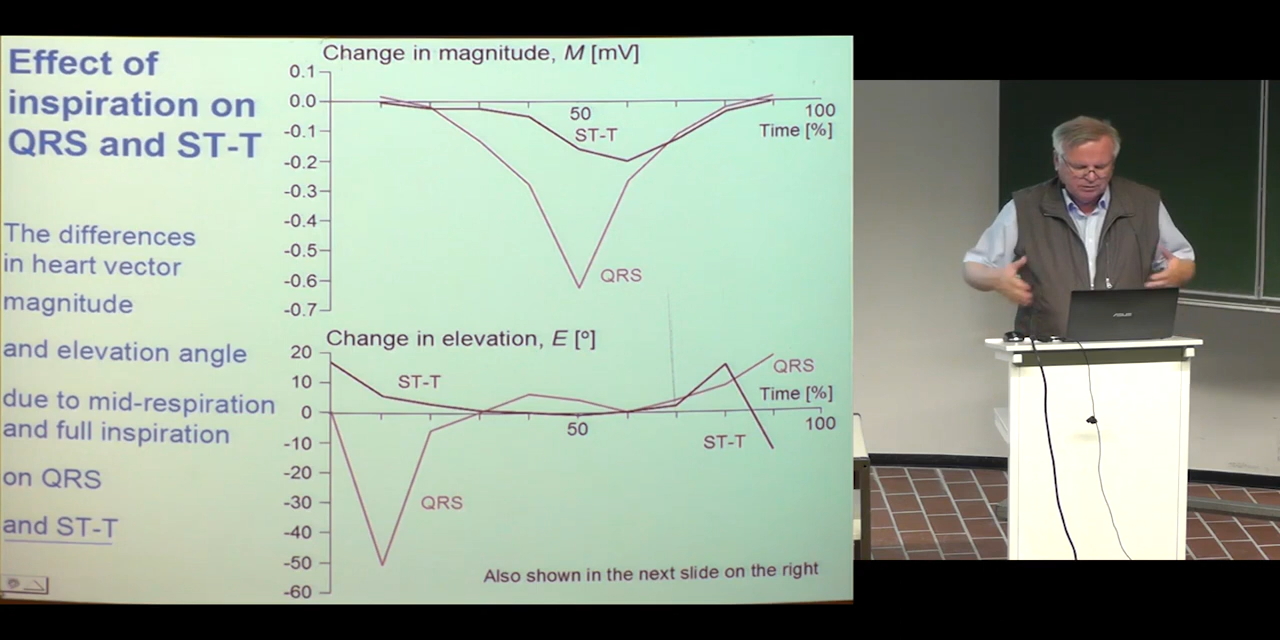 Effect of
inspiration on
QRS and ST-T
The differences
in heart vector
magnitude
and elevation angle
due to mid-respiration
and full inspiration
on QRS
and ST-T
Change in magnitude, M [mV]
0.1
0.0
-0.1
-0.2
-0.3
-0.4
-0.5
-0.6
-0.7
50
100
Time [%]
ST-T
QRS
Change in elevation, E [º]
20
10
0
-10
-20
-30
-40
-50
-60
ST-T
QRS
Time [%]
50
100
ST-T
QRS
Also shown in the next slide on the right
ASUS